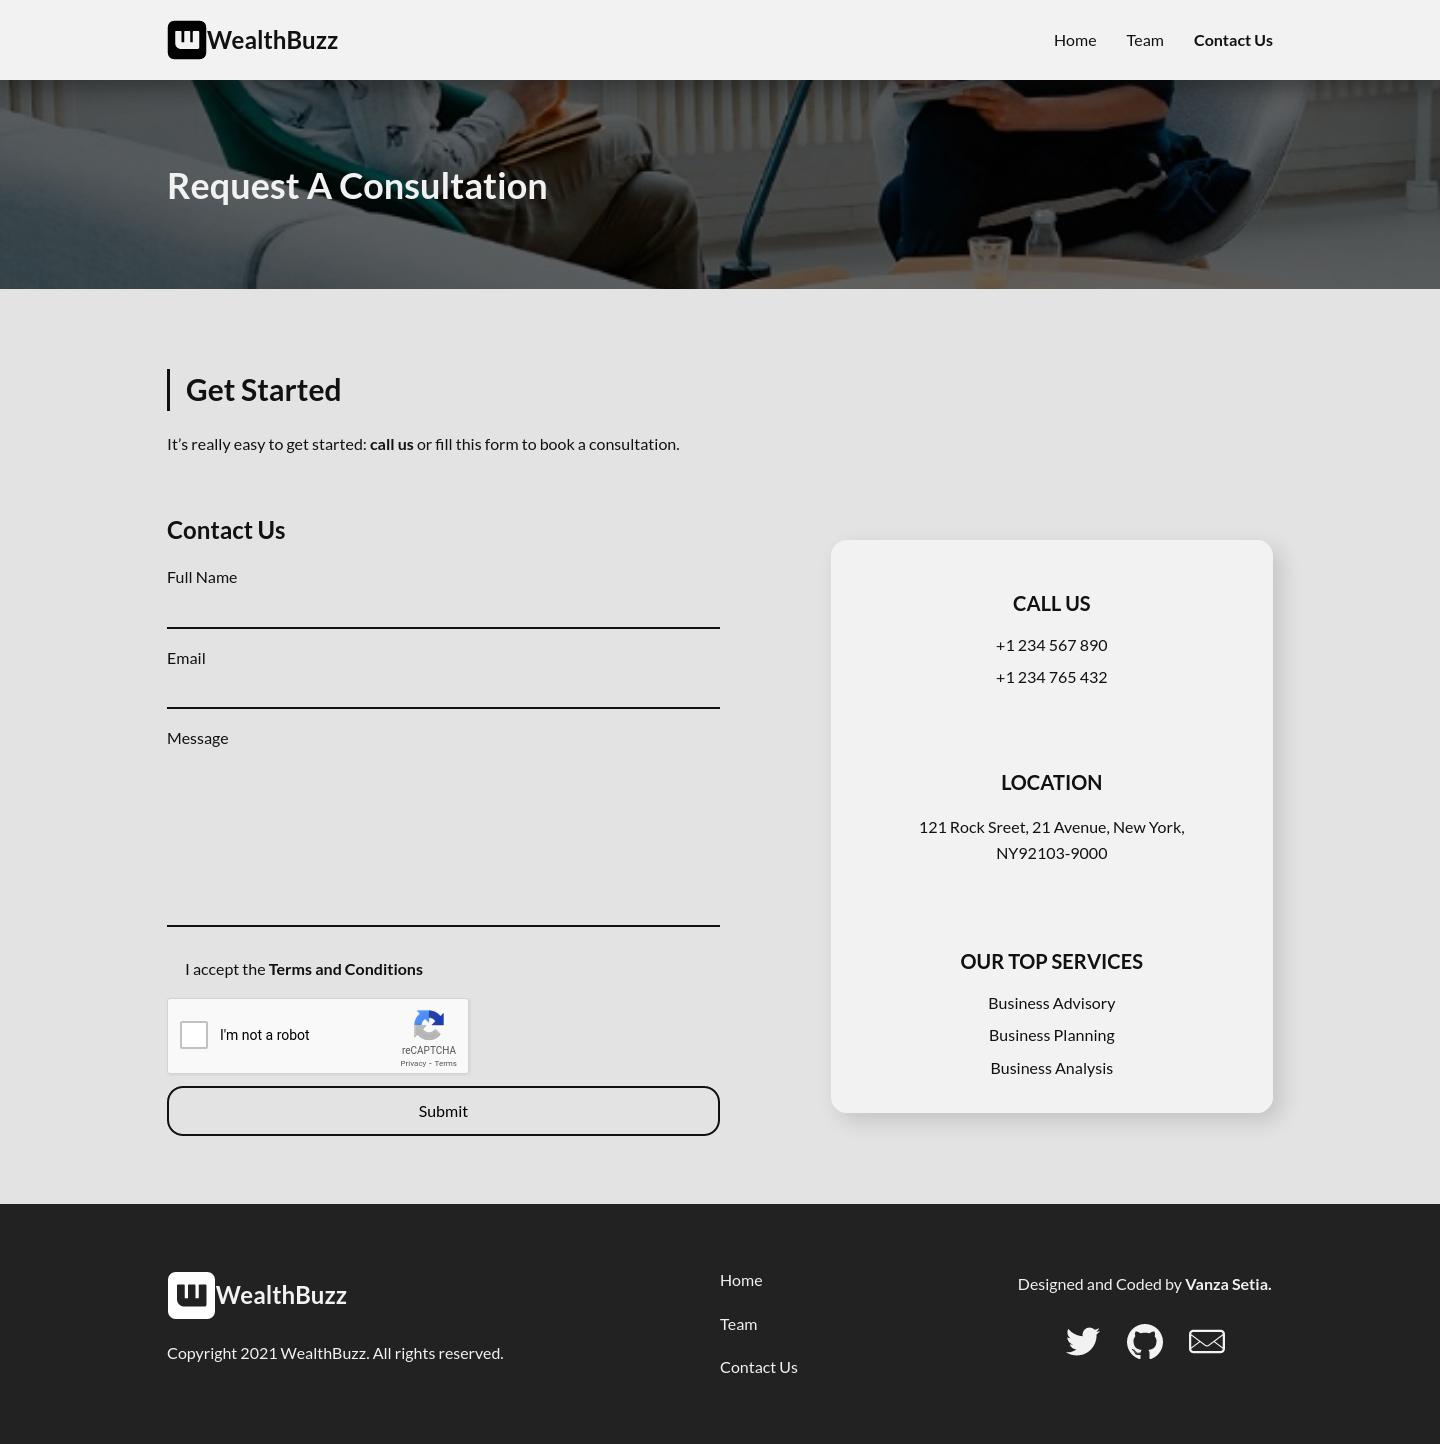 WealthBuzz
Home Team Contact Us
Request A Consultation
Get Started
It’s really easy to get started: call us or fill this form to book a consultation.
Contact Us
Full Name
Email
Message
I accept the Terms and Conditions
I'm not a robot
reCAPTCHA
Privacy - Terms
Submit
CALL US
+1 234 567 890
+1 234 765 432
LOCATION
121 Rock Sreet, 21 Avenue, New York,
NY92103-9000
OUR TOP SERVICES
Business Advisory
Business Planning
Business Analysis
WealthBuzz
Copyright 2021 WealthBuzz. All rights reserved.
Home
Team
Contact Us
Designed and Coded by Vanza Setia.